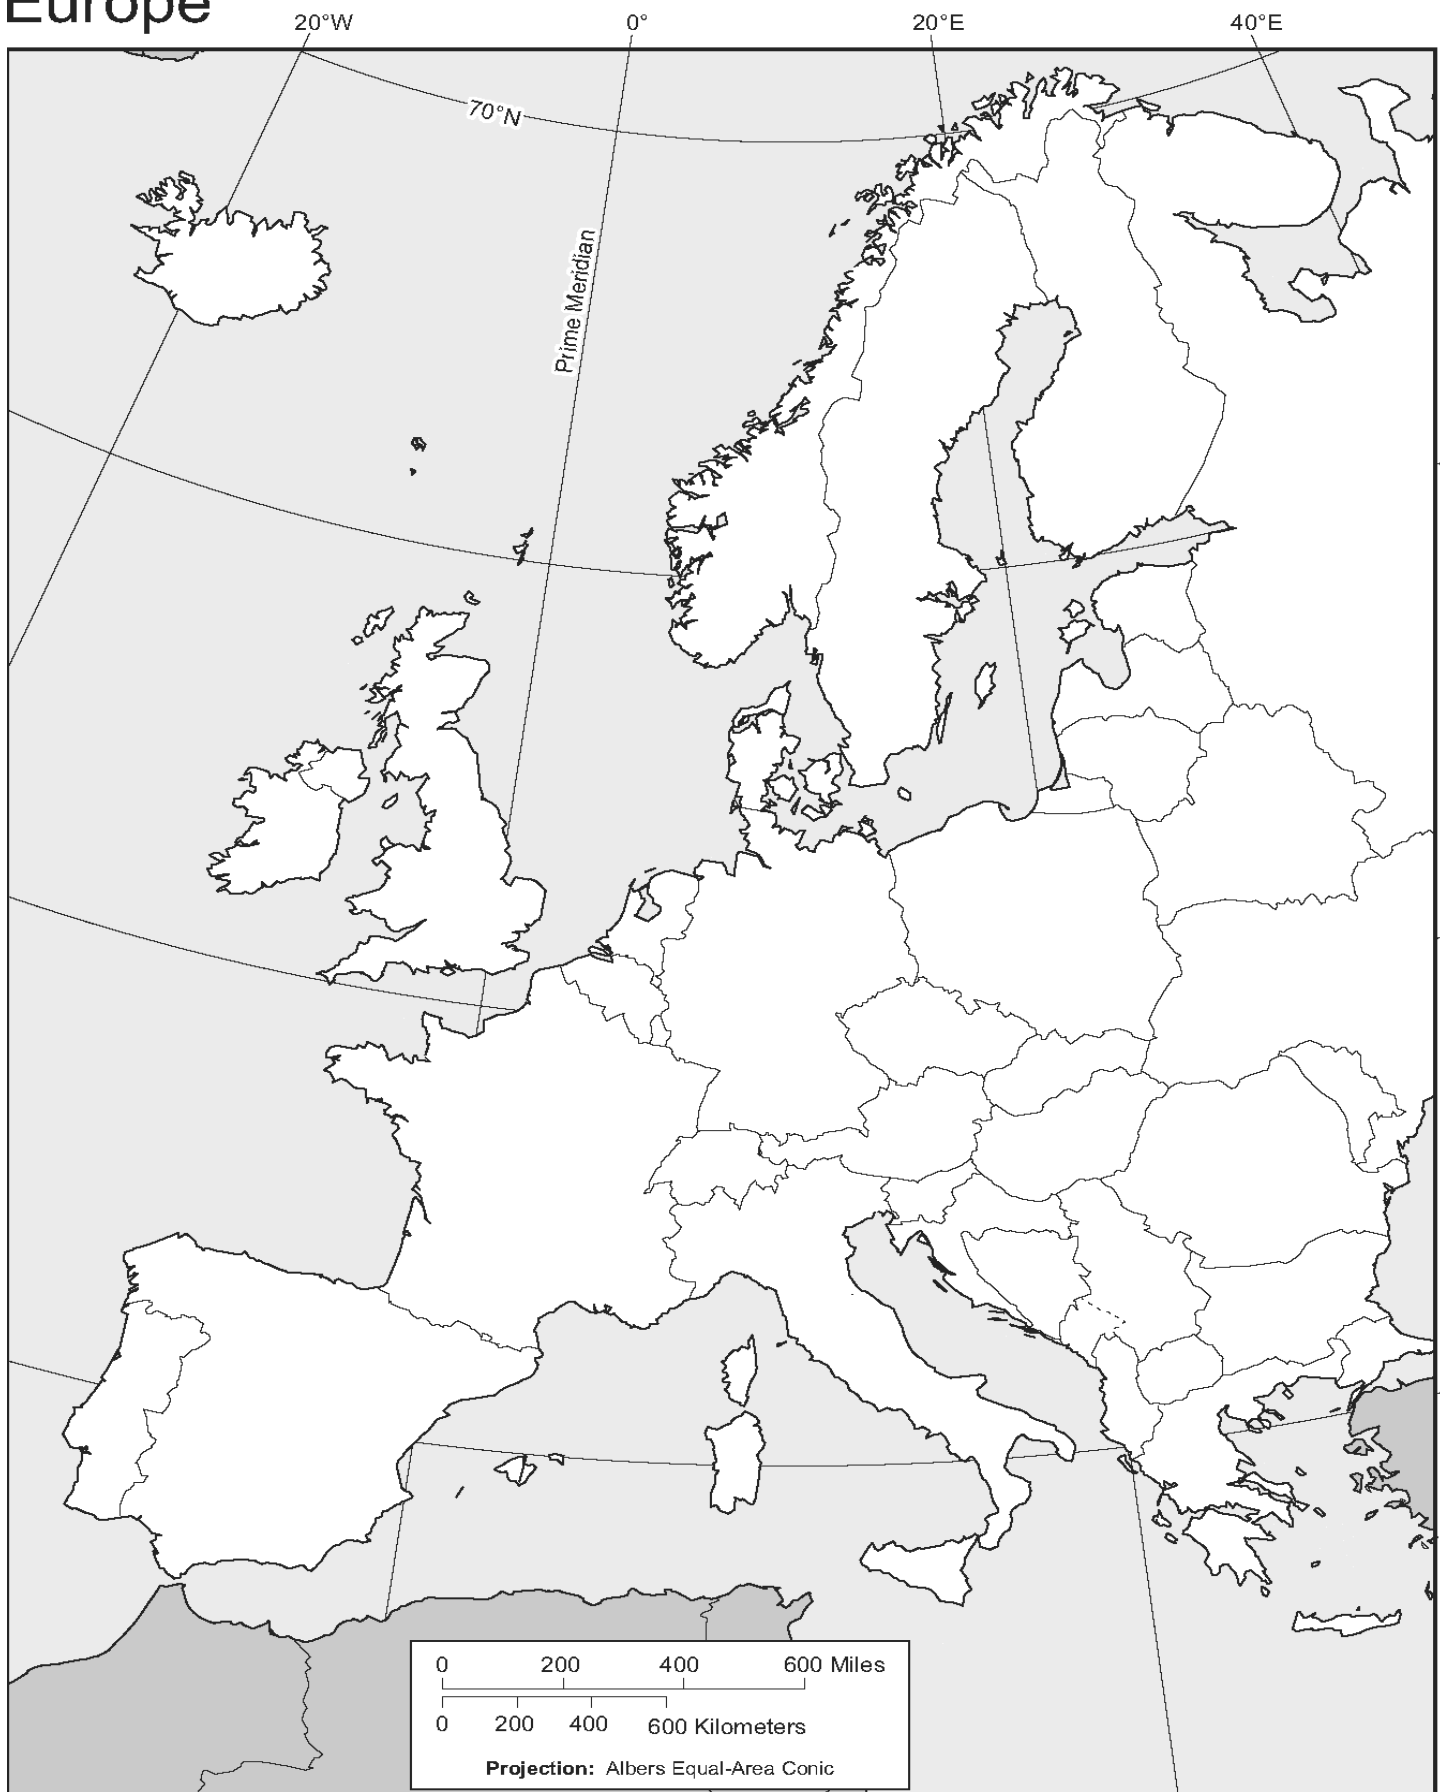 Europe
20°W 0° 20°E 40°E
70°N
Prime Meridian
0 200 400 600 Miles
0 200 400 600 Kilometers
Projection: Albers Equal-Area Conic